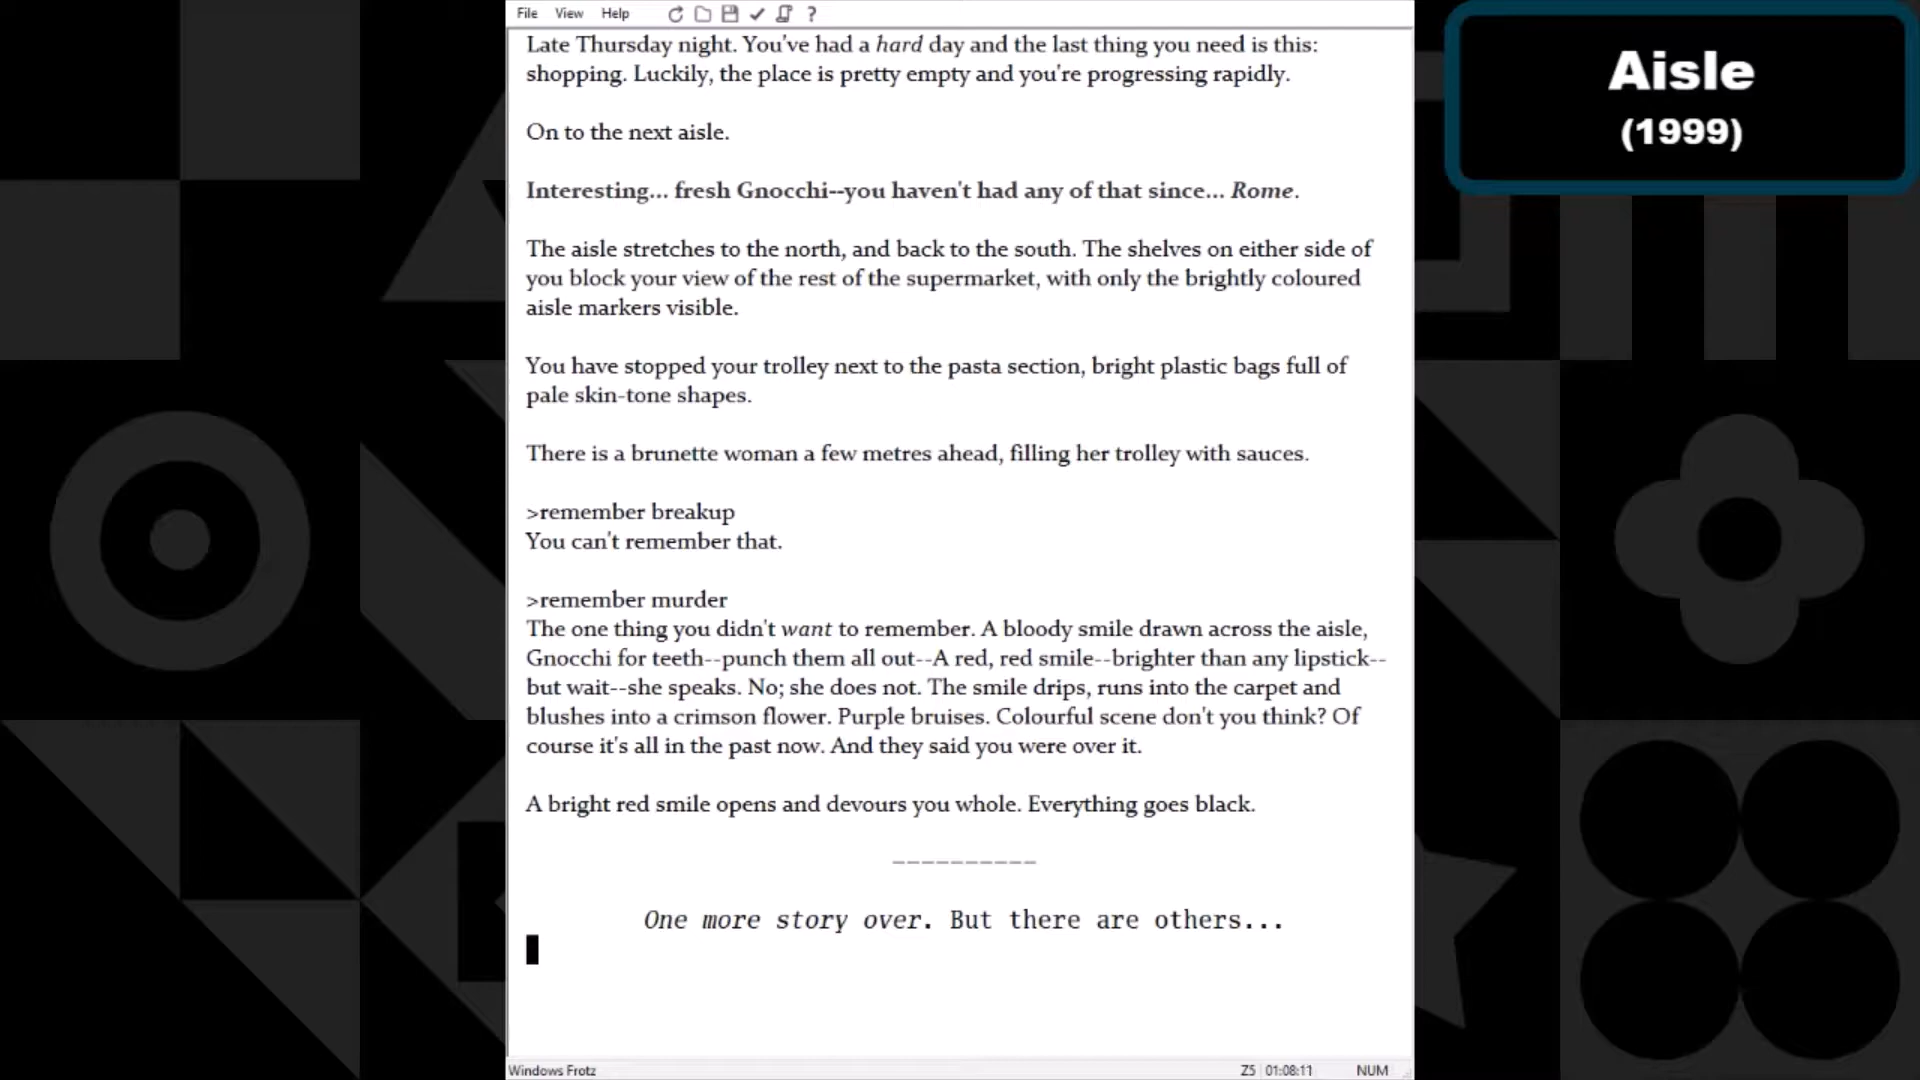 File View Help
Late Thursday night. You've had a hard day and the last thing you need is this:
shopping. Luckily, the place is pretty empty and you're progressing rapidly.
On to the next aisle.
Interesting... fresh Gnocchi--you haven't had any of that since... Rome.
The aisle stretches to the north, and back to the south. The shelves on either side of
you block your view of the rest of the supermarket, with only the brightly coloured
aisle markers visible.
You have stopped your trolley next to the pasta section, bright plastic bags full of
pale skin-tone shapes.
There is a brunette woman a few metres ahead, filling her trolley with sauces.
>remember breakup
You can't remember that.
>remember murder
The one thing you didn't want to remember. A bloody smile drawn across the aisle,
Gnocchi for teeth--punch them all out--A red, red smile--brighter than any lipstick--
but wait--she speaks. No; she does not. The smile drips, runs into the carpet and
blushes into a crimson flower. Purple bruises. Colourful scene don't you think? Of
course it's all in the past now. And they said you were over it.
A bright red smile opens and devours you whole. Everything goes black.
----------
One more story over. But there are others...
Windows Frotz Z5 01:08:11 NUM
Aisle
(1999)